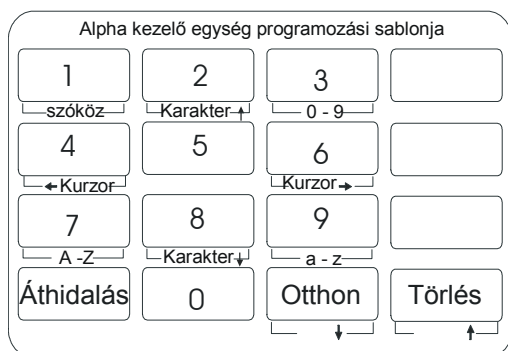 Alpha kezelő egység programozási sablonja
1 2 3
szóköz Karakter↑ 0 - 9
4 5 6
←Kurzor Kurzor→
7 8 9
A -Z Karakter↓ a - z
Áthidalás 0 Otthon Törlés
↓ ↑